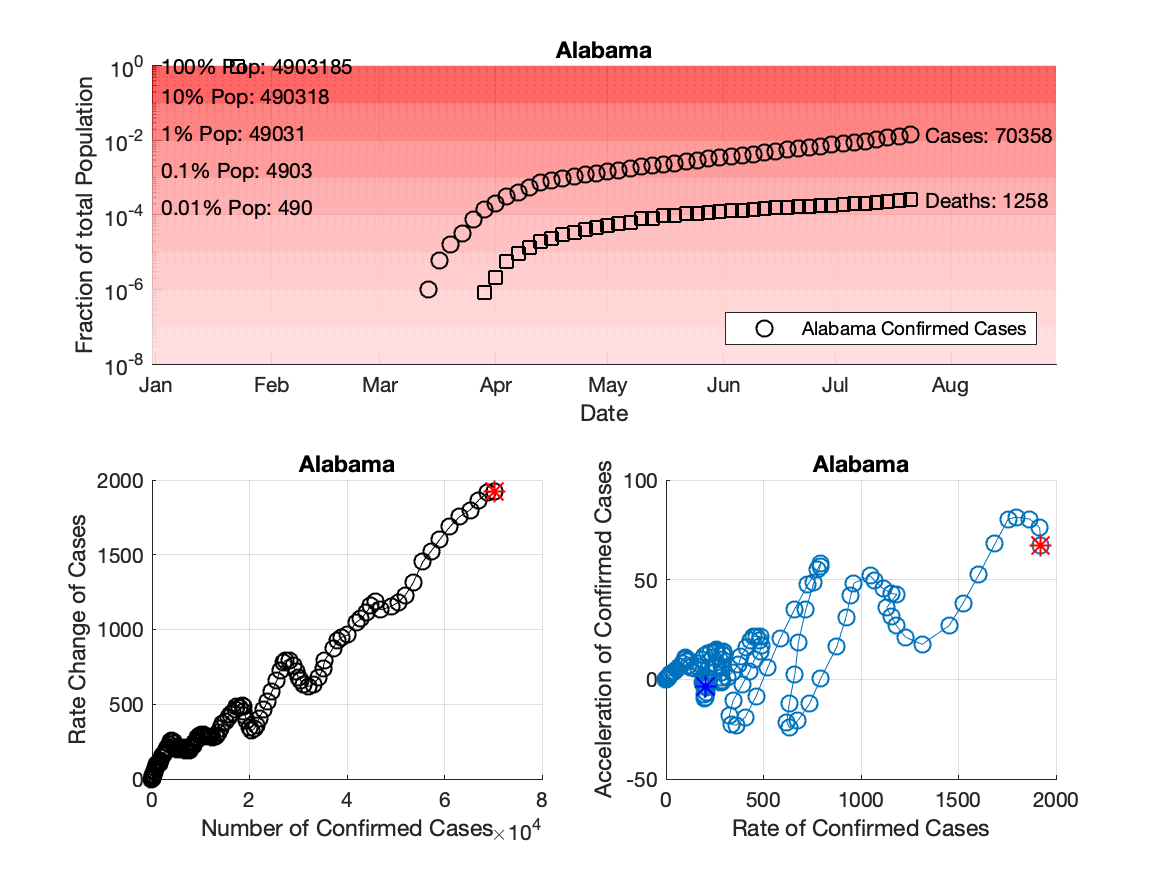 Alabama
10^0
10^-2
10^-4
10^-6
10^-8
Fraction of total Population
100% Pop: 4903185
10% Pop: 490318
1% Pop: 49031
0.1% Pop: 4903
0.01% Pop: 490
Cases: 70358
Deaths: 1258
Alabama Confirmed Cases
Jan Feb Mar Apr May Jun Jul Aug
Date
Alabama
2000
1500
1000
500
0
Rate Change of Cases
0 2 4 6 8
Number of Confirmed Cases ×10^4
Alabama
100
50
0
-50
Acceleration of Confirmed Cases
0 500 1000 1500 2000
Rate of Confirmed Cases